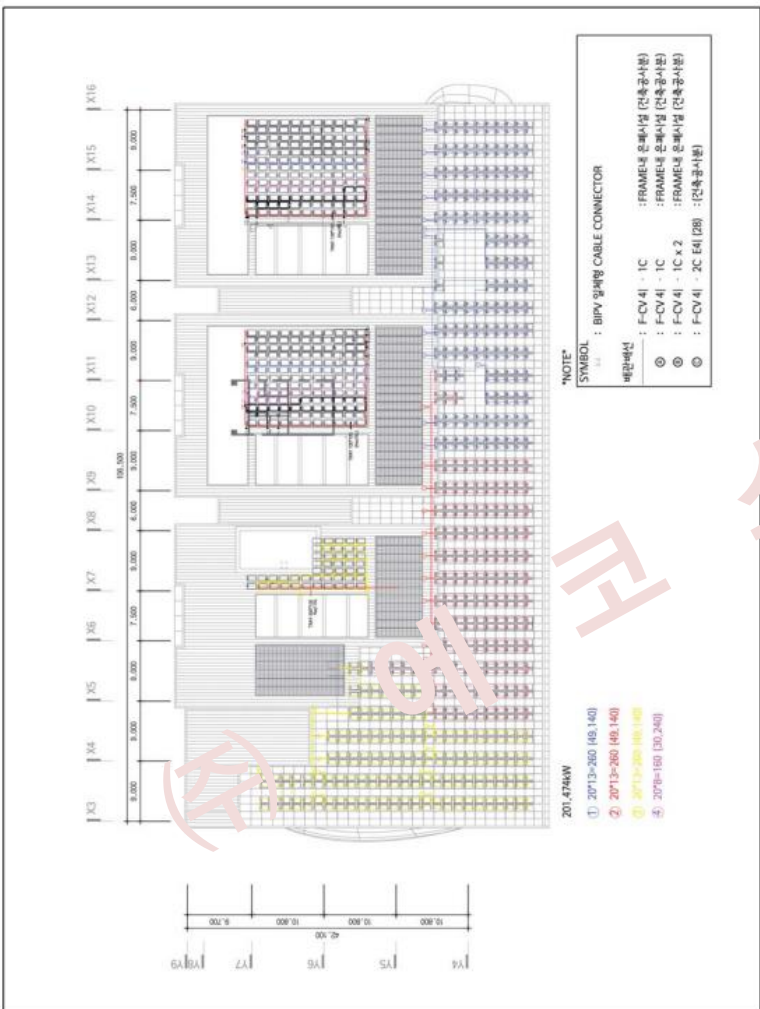 X3
X4
X5
X6
X7
X8
X9
X10
X11
X12
X13
X14
X15
X16
9,000
9,000
9,000
7,500
9,000
6,000
9,000
7,500
9,000
6,000
9,000
7,500
9,000
108,500
Y9
Y8
Y7
Y6
Y5
Y4
9,700
10,800
10,800
10,800
42,100
201,474kW
① 20*13=260 (49,140)
② 20*13=260 (49,140)
③ 20*13=260 (49,140)
④ 20*8=160 (30,240)
*NOTE*
SYMBOL
: BIPV 일체형 CABLE CONNECTOR
배관배선
: F-CV 4| - 1C : FRAME내 은폐시설 (건축공사분)
Ⓐ : F-CV 4| - 1C : FRAME내 은폐시설 (건축공사분)
Ⓑ : F-CV 4| - 1C x 2 : FRAME내 은폐시설 (건축공사분)
Ⓒ : F-CV 4| - 2C E4| (28) : (건축공사분)
㈜